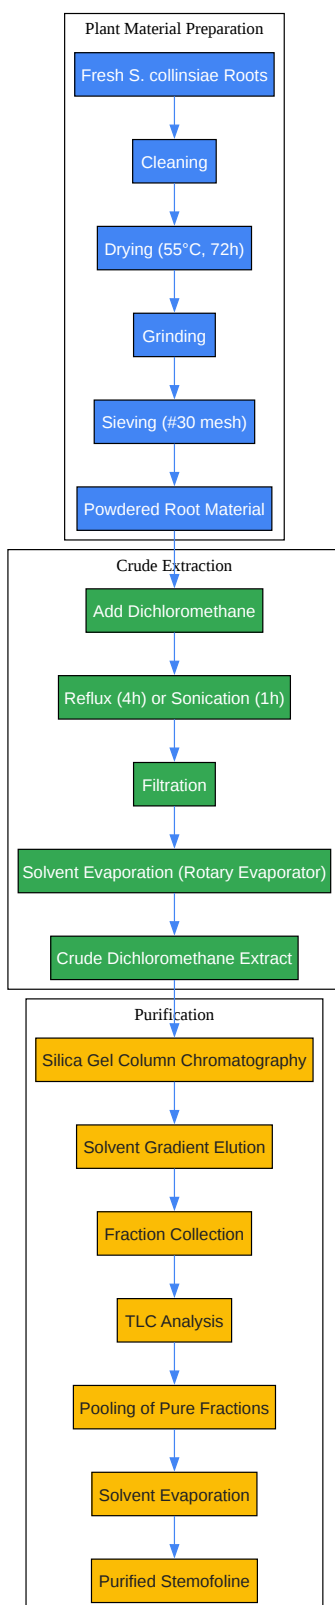 Plant Material Preparation
Fresh S. collinsiae Roots
Cleaning
Drying (55°C, 72h)
Grinding
Sieving (#30 mesh)
Powdered Root Material
Crude Extraction
Add Dichloromethane
Reflux (4h) or Sonication (1h)
Filtration
Solvent Evaporation (Rotary Evaporator)
Crude Dichloromethane Extract
Purification
Silica Gel Column Chromatography
Solvent Gradient Elution
Fraction Collection
TLC Analysis
Pooling of Pure Fractions
Solvent Evaporation
Purified Stemofoline